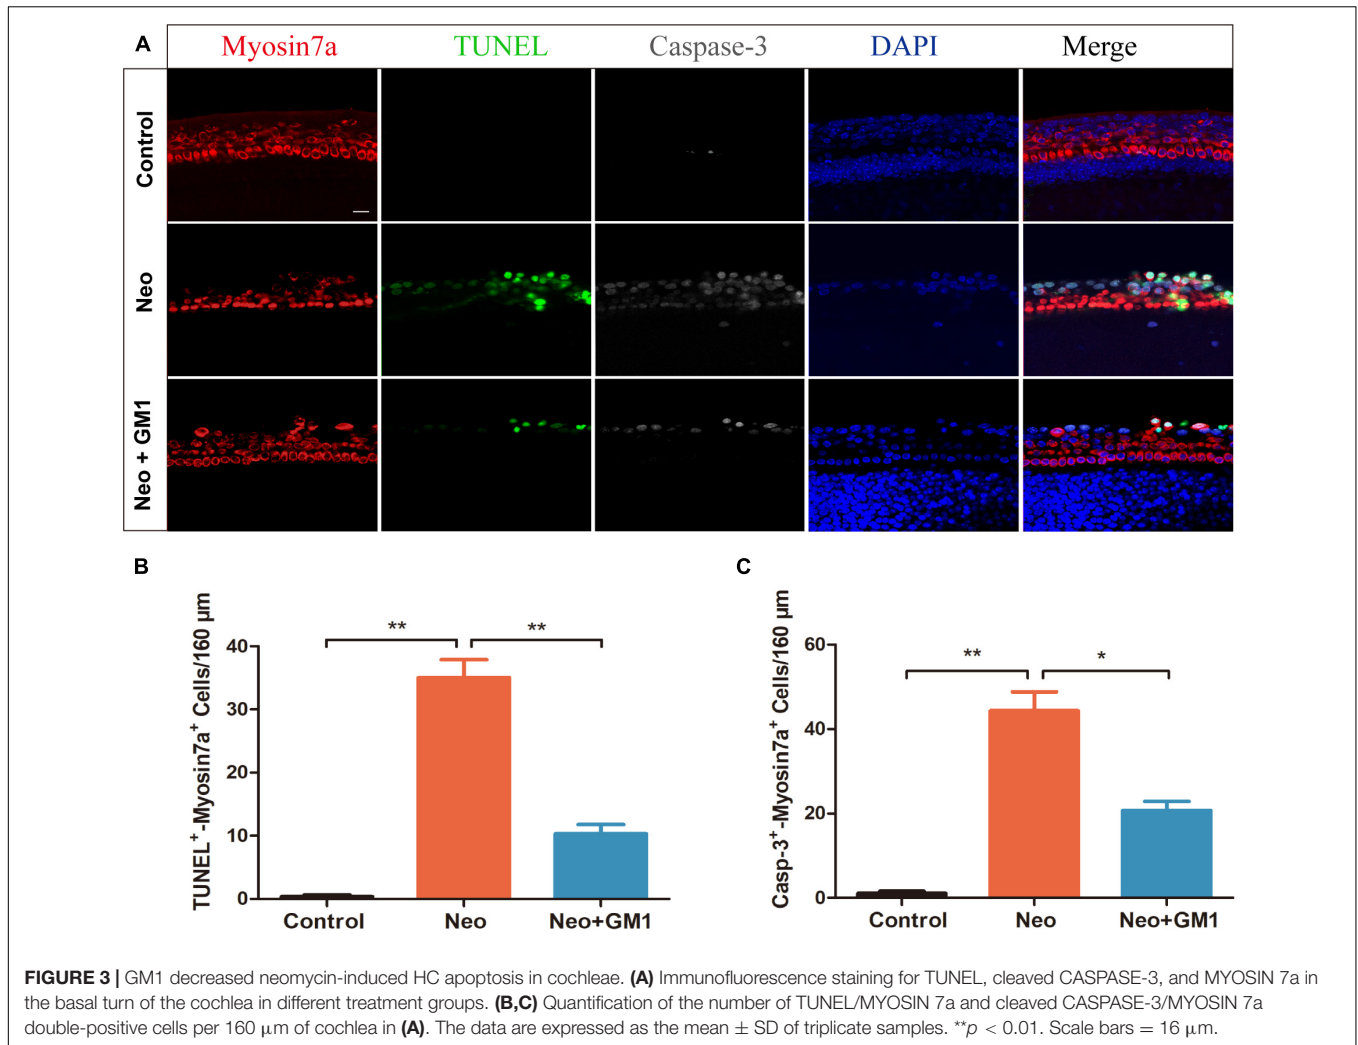 A
Myosin7a TUNEL Caspase-3 DAPI Merge
Control
Neo
Neo + GM1
B
TUNEL⁺-Myosin7a⁺ Cells/160 µm
40
30
20
10
0
** **
Control Neo Neo+GM1
C
Casp-3⁺-Myosin7a⁺ Cells/160 µm
60
40
20
0
** *
Control Neo Neo+GM1
FIGURE 3 | GM1 decreased neomycin-induced HC apoptosis in cochleae. (A) Immunofluorescence staining for TUNEL, cleaved CASPASE-3, and MYOSIN 7a in
the basal turn of the cochlea in different treatment groups. (B,C) Quantification of the number of TUNEL/MYOSIN 7a and cleaved CASPASE-3/MYOSIN 7a
double-positive cells per 160 µm of cochlea in (A). The data are expressed as the mean ± SD of triplicate samples. **p < 0.01. Scale bars = 16 µm.